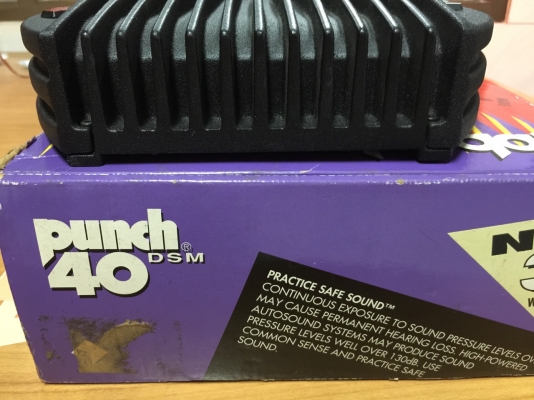 punch®
40 DSM
PRACTICE SAFE SOUND™
CONTINUOUS EXPOSURE TO SOUND PRESSURE LEVELS OV
MAY CAUSE PERMANENT HEARING LOSS. HIGH-POWERED
AUTOSOUND SYSTEMS MAY PRODUCE SOUND
PRESSURE LEVELS WELL OVER 130dB. USE
COMMON SENSE AND PRACTICE SAFE
SOUND.